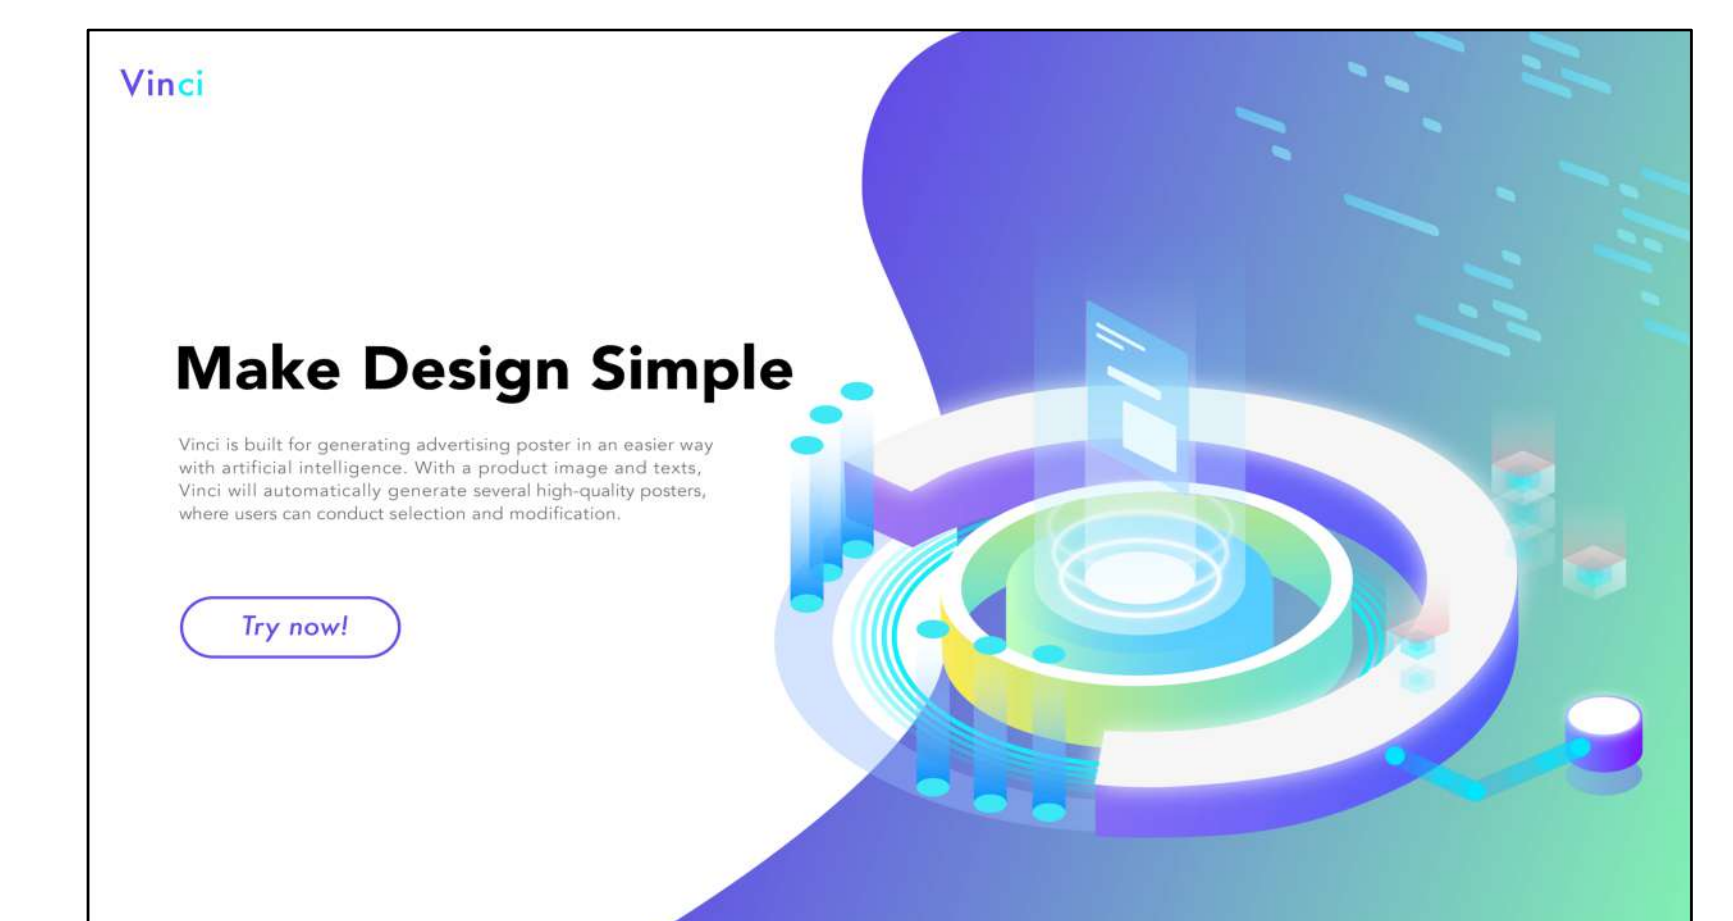 Vinci
Make Design Simple
Vinci is built for generating advertising poster in an easier way
with artificial intelligence. With a product image and texts,
Vinci will automatically generate several high-quality posters,
where users can conduct selection and modification.
Try now!